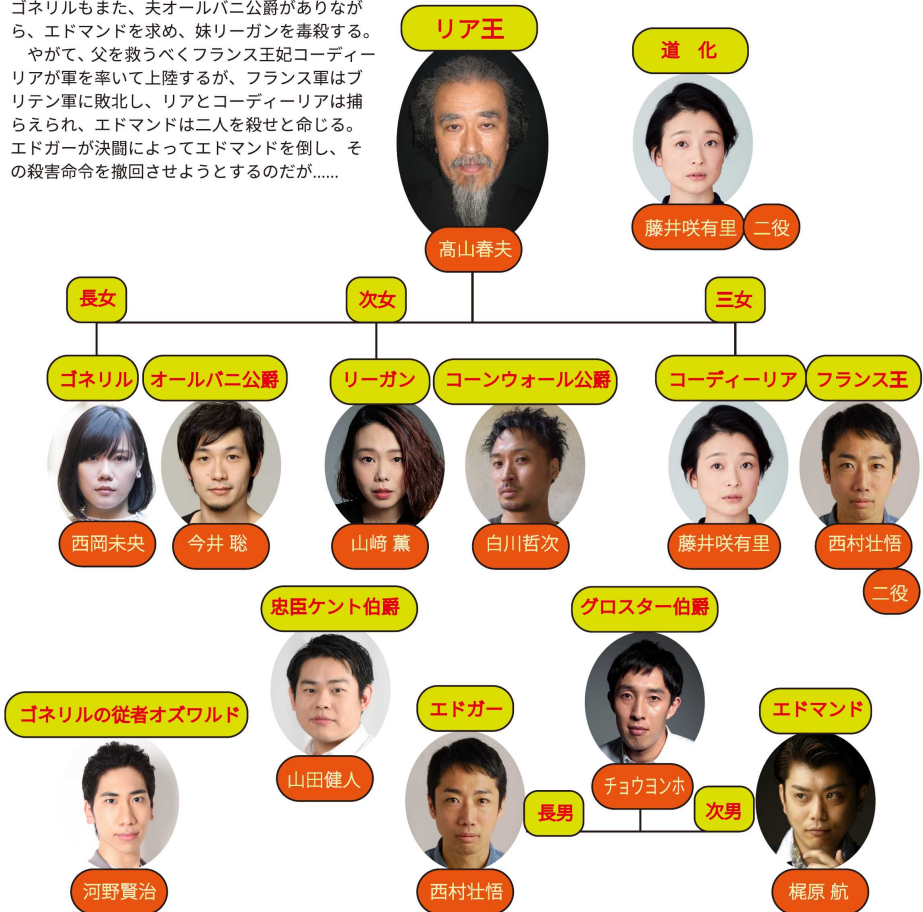 ゴネリルもまた、夫オールバニ公爵がありなが
ら、エドマンドを求め、妹リーガンを毒殺する。
　やがて、父を救うべくフランス王妃コーディー
リアが軍を率いて上陸するが、フランス軍はブ
リテン軍に敗北し、リアとコーディーリアは捕
らえられ、エドマンドは二人を殺せと命じる。
エドガーが決闘によってエドマンドを倒し、そ
の殺害命令を撤回させようとするのだが……
リア王
髙山春夫
道　化
藤井咲有里 二役
長女 次女 三女
ゴネリル オールバニ公爵 リーガン コーンウォール公爵 コーディーリア フランス王
西岡未央 今井 聡 山﨑 薫 白川哲次 藤井咲有里 西村壮悟
二役
忠臣ケント伯爵 グロスター伯爵
山田健人 チョウヨンホ
ゴネリルの従者オズワルド エドガー エドマンド
長男 次男
河野賢治 西村壮悟 梶原 航